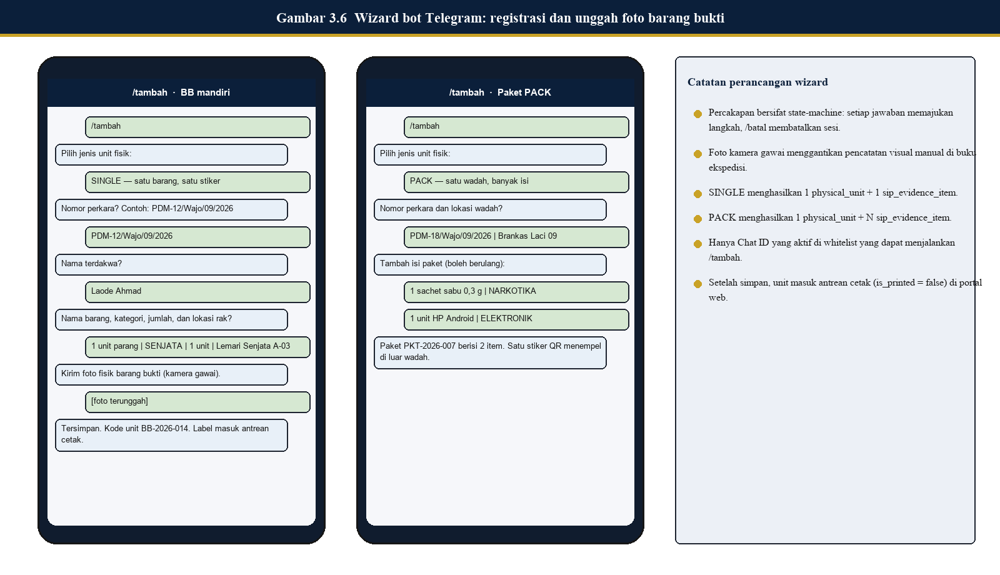 Gambar 3.6  Wizard bot Telegram: registrasi dan unggah foto barang bukti
/tambah · BB mandiri
/tambah
Pilih jenis unit fisik:
SINGLE — satu barang, satu stiker
Nomor perkara? Contoh: PDM-12/Wajo/09/2026
PDM-12/Wajo/09/2026
Nama terdakwa?
Laode Ahmad
Nama barang, kategori, jumlah, dan lokasi rak?
1 unit parang | SENJATA | 1 unit | Lemari Senjata A-03
Kirim foto fisik barang bukti (kamera gawai).
[foto terunggah]
Tersimpan. Kode unit BB-2026-014. Label masuk antrean
cetak.
/tambah · Paket PACK
/tambah
Pilih jenis unit fisik:
PACK — satu wadah, banyak isi
Nomor perkara dan lokasi wadah?
PDM-18/Wajo/09/2026 | Brankas Laci 09
Tambah isi paket (boleh berulang):
1 sachet sabu 0,3 g | NARKOTIKA
1 unit HP Android | ELEKTRONIK
Paket PKT-2026-007 berisi 2 item. Satu stiker QR menempel
di luar wadah.
Catatan perancangan wizard
Percakapan bersifat state-machine: setiap jawaban memajukan
langkah, /batal membatalkan sesi.
Foto kamera gawai menggantikan pencatatan visual manual di buku
ekspedisi.
SINGLE menghasilkan 1 physical_unit + 1 sip_evidence_item.
PACK menghasilkan 1 physical_unit + N sip_evidence_item.
Hanya Chat ID yang aktif di whitelist yang dapat menjalankan
/tambah.
Setelah simpan, unit masuk antrean cetak (is_printed = false) di portal
web.